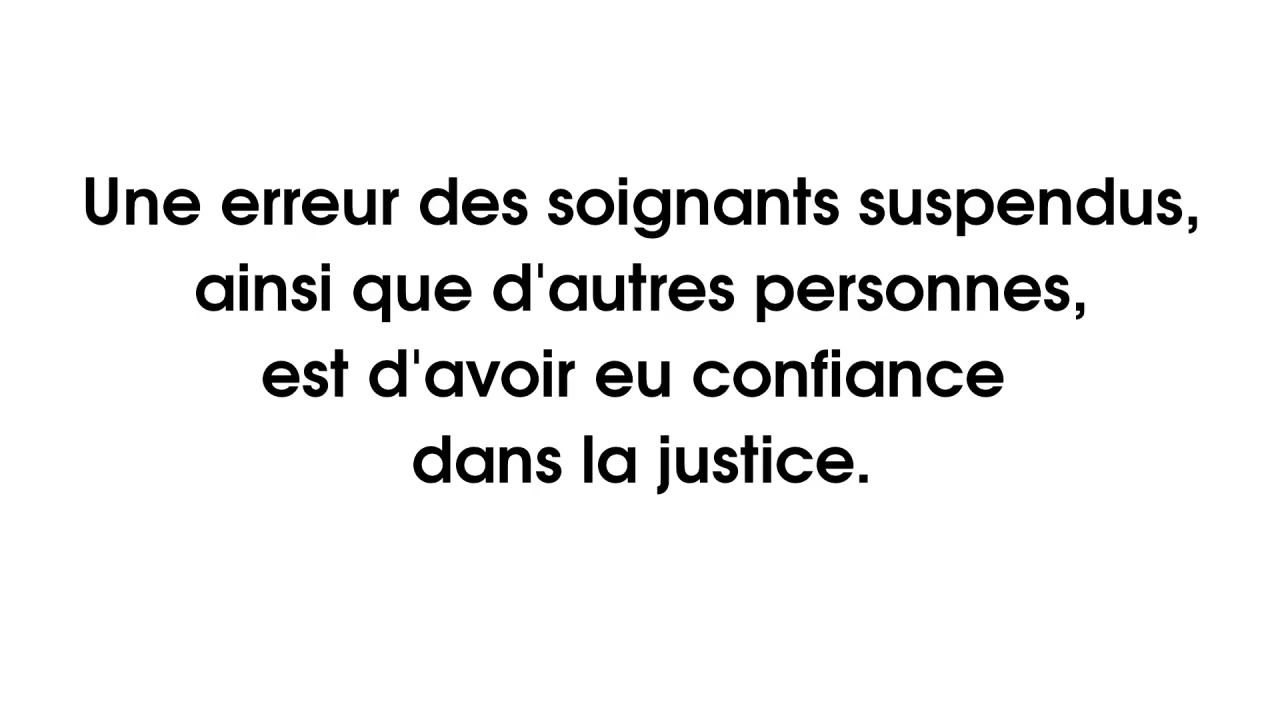 Une erreur des soignants suspendus,
ainsi que d'autres personnes,
est d'avoir eu confiance
dans la justice.